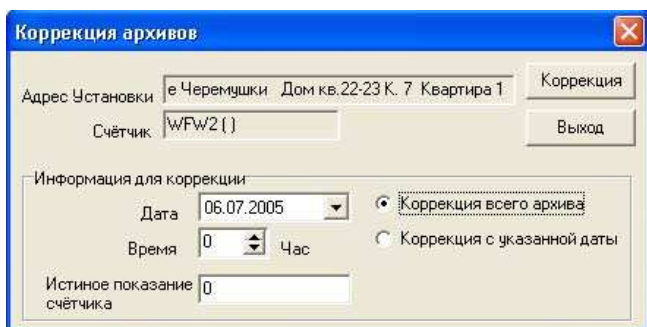 Коррекция архивов
Адрес Установки е Черемушки Дом кв.22-23 К. 7 Квартира 1 Коррекция
Счётчик WFW2 ( ) Выход
Информация для коррекции
Дата 06.07.2005 Коррекция всего архива
Время 0 Час Коррекция с указанной даты
Истиное показание
счётчика 0